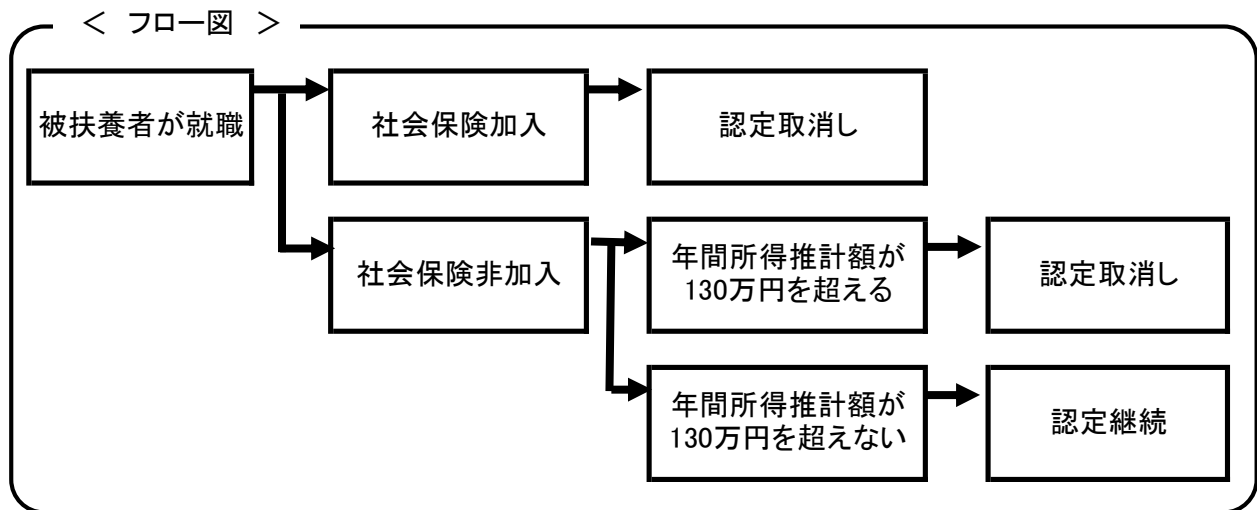 ＜ フロー図 ＞
被扶養者が就職
社会保険加入
認定取消し
社会保険非加入
年間所得推計額が
130万円を超える
認定取消し
年間所得推計額が
130万円を超えない
認定継続